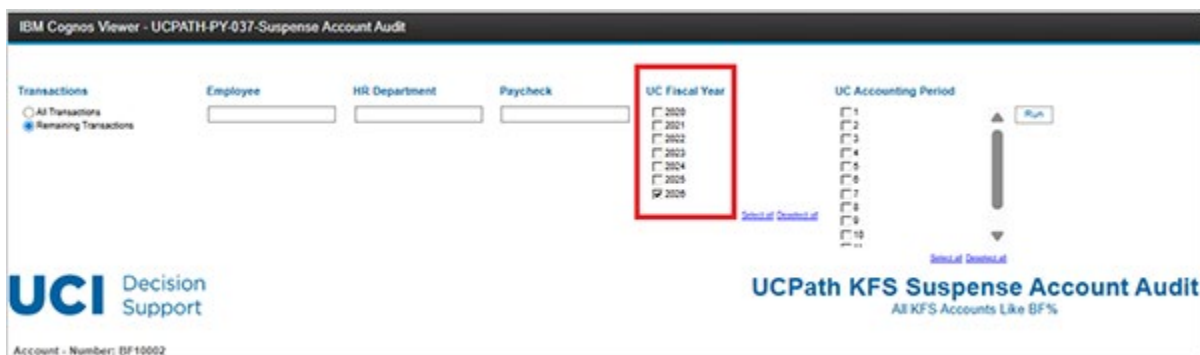 IBM Cognos Viewer - UCPATH-PY-037-Suspense Account Audit
Transactions
All Transactions
Remaining Transactions
Employee
HR Department
Paycheck
UC Fiscal Year
2020
2021
2022
2023
2024
2025
2026
Select all Deselect all
UC Accounting Period
1
2
3
4
5
6
7
8
9
10
Run
Select all Deselect all
UCI Decision
Support
UCPath KFS Suspense Account Audit
All KFS Accounts Like BF%
Account - Number: BF10002